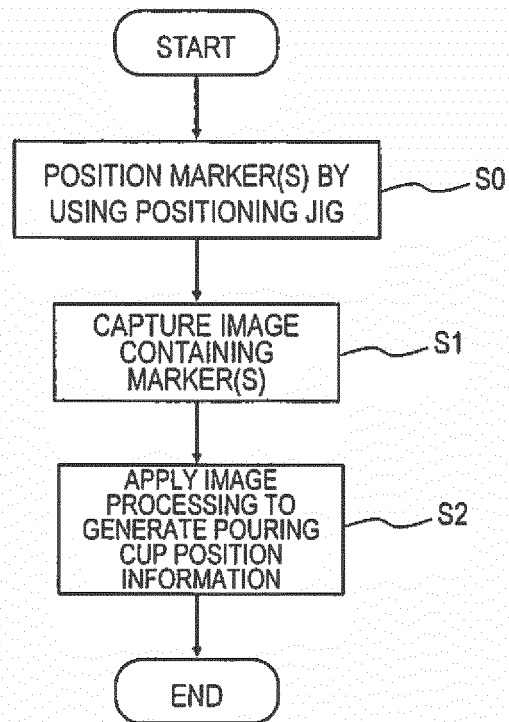 START
POSITION MARKER(S) BY
USING POSITIONING JIG
S0
CAPTURE IMAGE
CONTAINING
MARKER(S)
S1
APPLY IMAGE
PROCESSING TO
GENERATE POURING
CUP POSITION
INFORMATION
S2
END